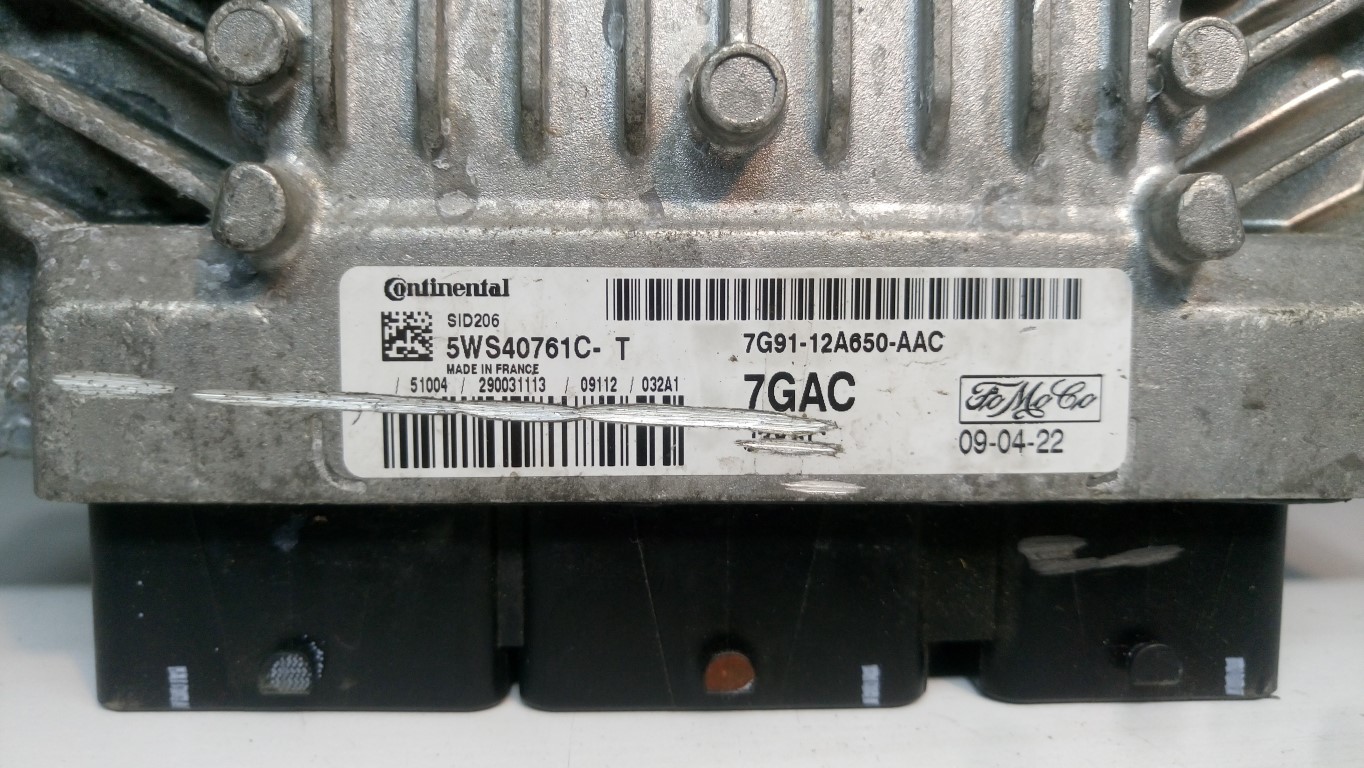 Continental
SID206
5WS40761C- T
MADE IN FRANCE
/ 51004 / 290031113 / 09112 / 032A1
7G91-12A650-AAC
7GAC
FoMoCo
09-04-22